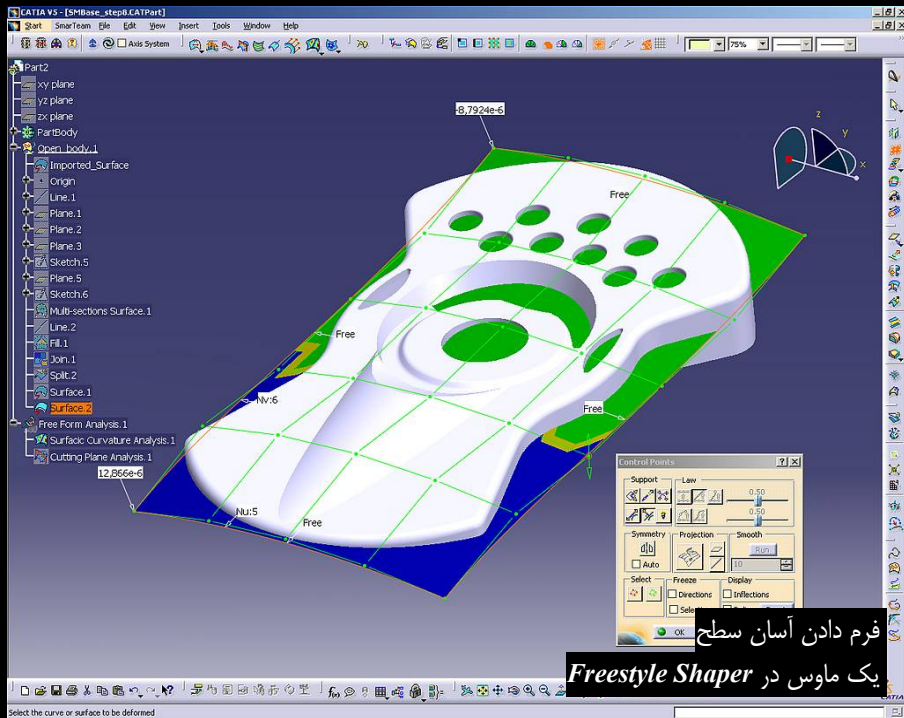 CATIA V5 - [SMBase_step8.CATPart]
Start SmarTeam File Edit View Insert Tools Window Help
Axis System
75%
Part2
xy plane
yz plane
zx plane
PartBody
Open_body.1
Imported_Surface
Origin
Line.1
Plane.1
Plane.2
Plane.3
Sketch.5
Plane.5
Sketch.6
Multi-sections Surface.1
Line.2
Fill.1
Join.1
Split.2
Surface.1
Surface.2
Free Form Analysis.1
Surfacic Curvature Analysis.1
Cutting Plane Analysis.1
-8,7924e-6
z
y
x
Free
Free
Nv:6
Free
12,866e-6
Nu:5
Free
Control Points
Support
Law
0.50
0.50
Symmetry
Projection
Smooth
Auto
Run
10
Select
Freeze
Display
Directions
Inflections
OK
فرم دادن آسان سطح
یک ماوس در Freestyle Shaper
Select the curve or surface to be deformed
CATIA